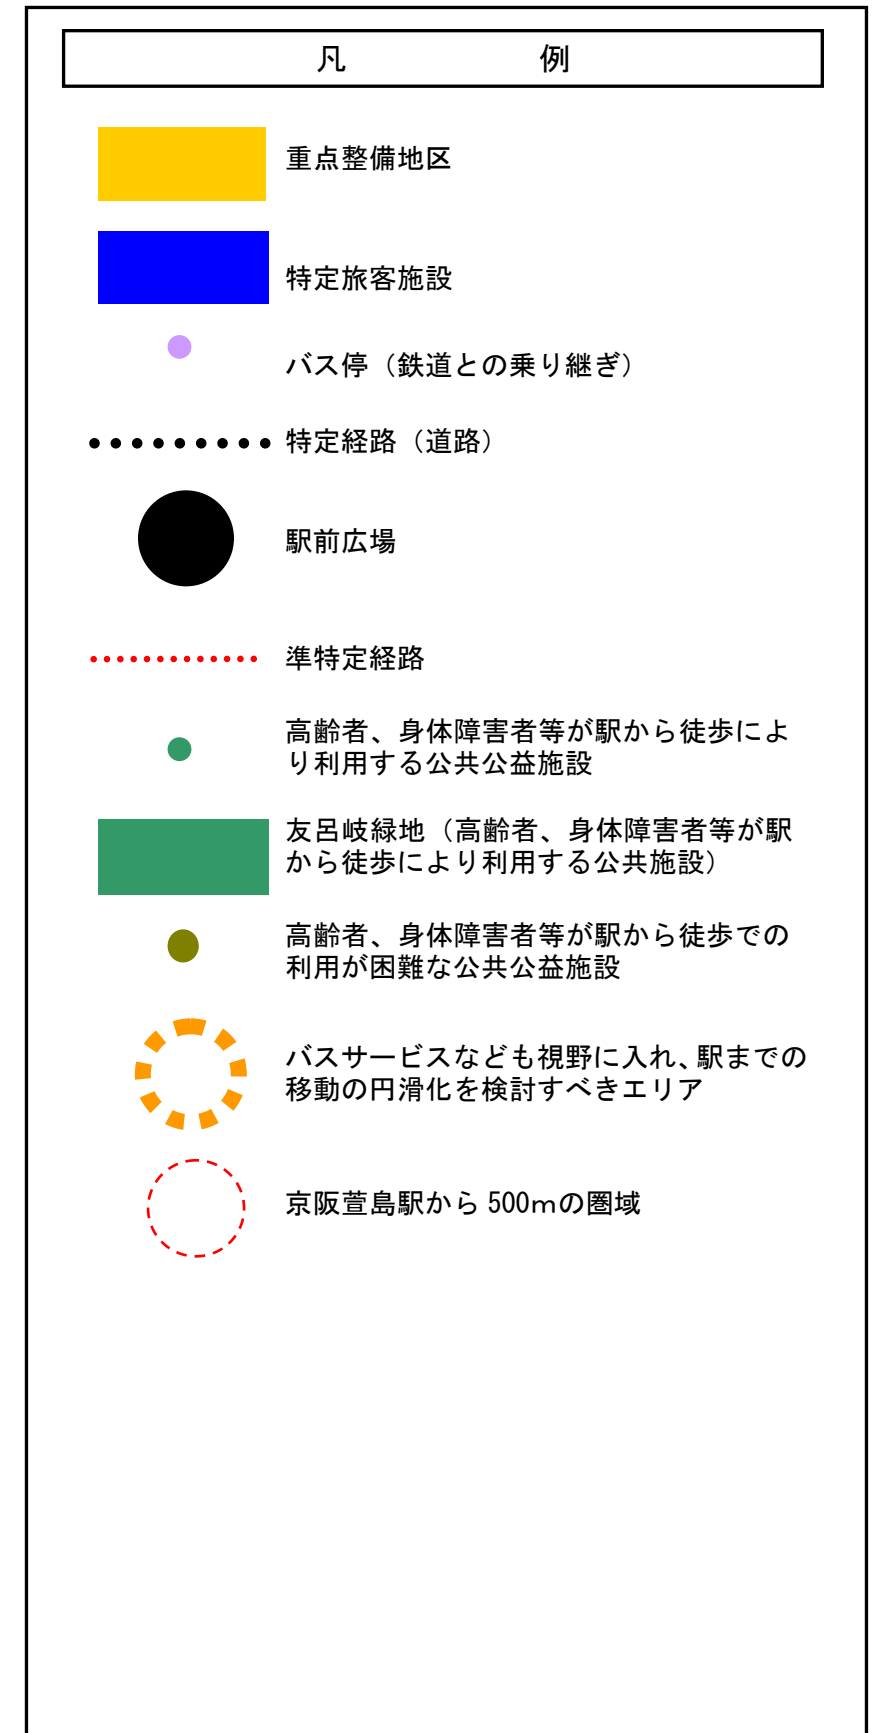 凡　例
重点整備地区
特定旅客施設
バス停（鉄道との乗り継ぎ）
特定経路（道路）
駅前広場
準特定経路
高齢者、身体障害者等が駅から徒歩によ
り利用する公共公益施設
友呂岐緑地（高齢者、身体障害者等が駅
から徒歩により利用する公共施設）
高齢者、身体障害者等が駅から徒歩での
利用が困難な公共公益施設
バスサービスなども視野に入れ、駅までの
移動の円滑化を検討すべきエリア
京阪萱島駅から500ｍの圏域